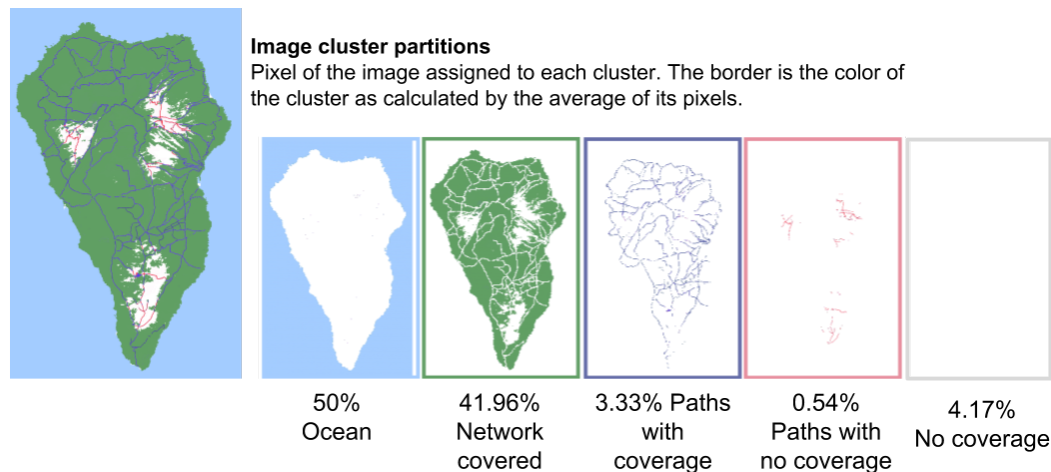 Image cluster partitions
Pixel of the image assigned to each cluster. The border is the color of
the cluster as calculated by the average of its pixels.
50%
Ocean
41.96%
Network
covered
3.33% Paths
with
coverage
0.54%
Paths with
no coverage
4.17%
No coverage